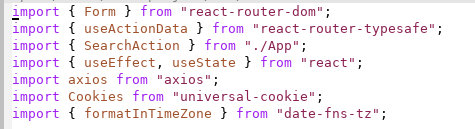 import { Form } from "react-router-dom";
import { useActionData } from "react-router-typesafe";
import { SearchAction } from "./App";
import { useEffect, useState } from "react";
import axios from "axios";
import Cookies from "universal-cookie";
import { formatInTimeZone } from "date-fns-tz";